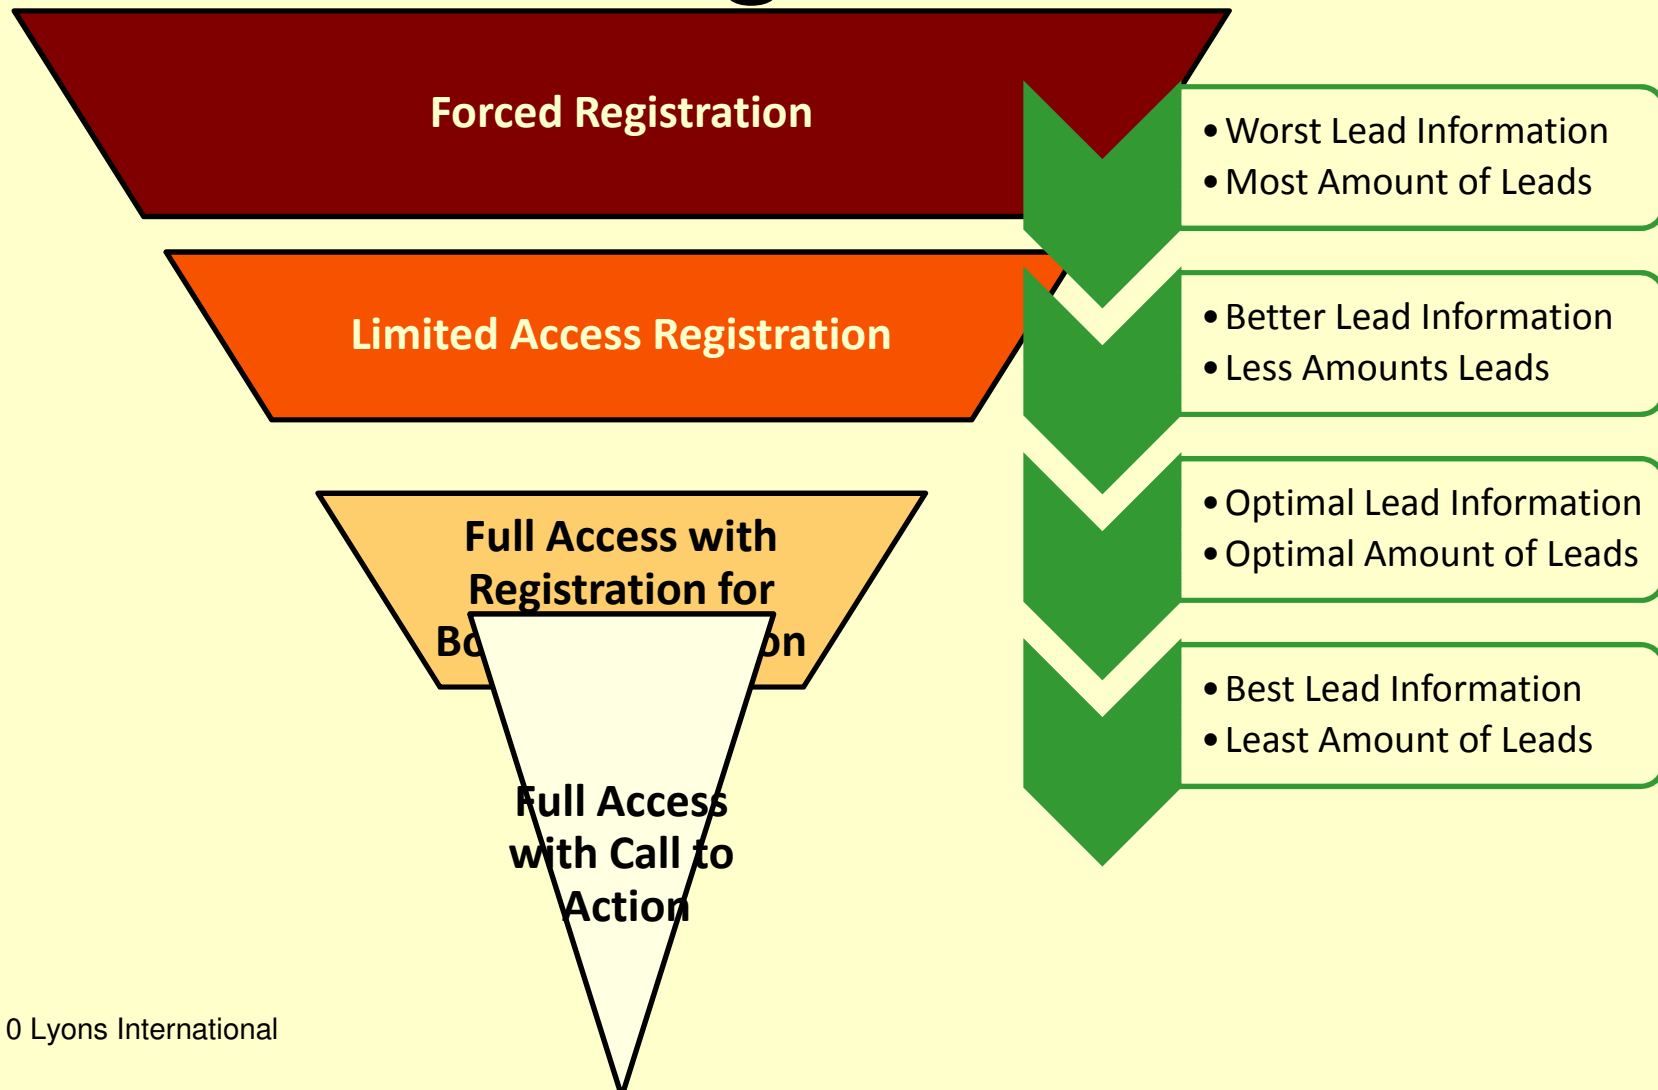 Forced Registration
• Worst Lead Information
• Most Amount of Leads
Limited Access Registration
• Better Lead Information
• Less Amounts Leads
Full Access with
Registration for
• Optimal Lead Information
• Optimal Amount of Leads
Full Access
with Call to
Action
• Best Lead Information
• Least Amount of Leads
0 Lyons International